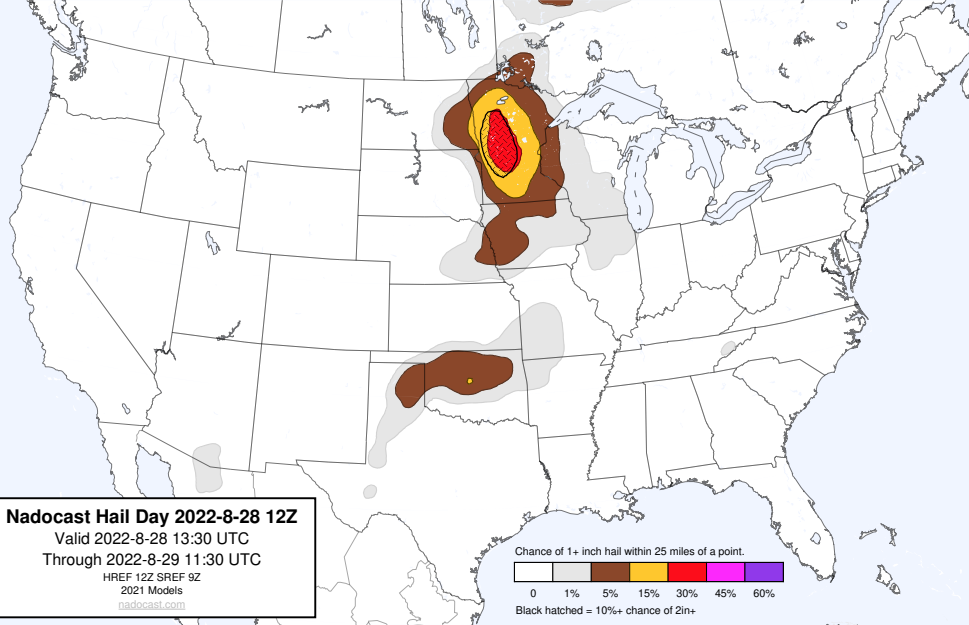 Nadocast Hail Day 2022-8-28 12Z
Valid 2022-8-28 13:30 UTC
Through 2022-8-29 11:30 UTC
HREF 12Z SREF 9Z
2021 Models
nadocast.com
Chance of 1+ inch hail within 25 miles of a point.
0 1% 5% 15% 30% 45% 60%
Black hatched = 10%+ chance of 2in+